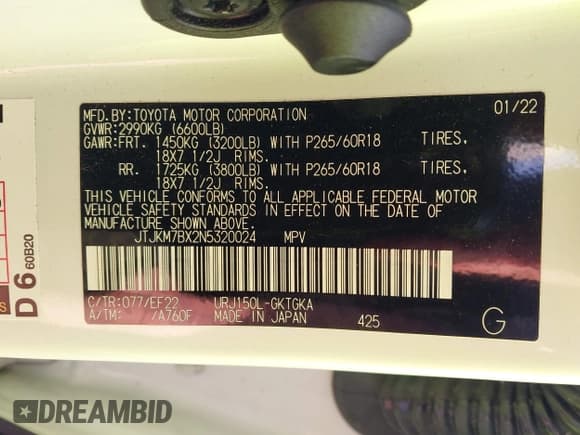 MFD.BY:TOYOTA MOTOR CORPORATION 01/22
GVWR:2990KG (6600LB)
GAWR:FRT. 1450KG (3200LB) WITH P265/60R18 TIRES,
18X7 1/2J RIMS.
RR. 1725KG (3800LB) WITH P265/60R18 TIRES,
18X7 1/2J RIMS.
THIS VEHICLE CONFORMS TO ALL APPLICABLE FEDERAL MOTOR
VEHICLE SAFETY STANDARDS IN EFFECT ON THE DATE OF
MANUFACTURE SHOWN ABOVE.
JTJKM7BX2N5320024 MPV
C/TR:077/EF22 URJ150L-GKTGKA
A/TM: /A760F MADE IN JAPAN 425 G
D6 60B20
DREAMBID